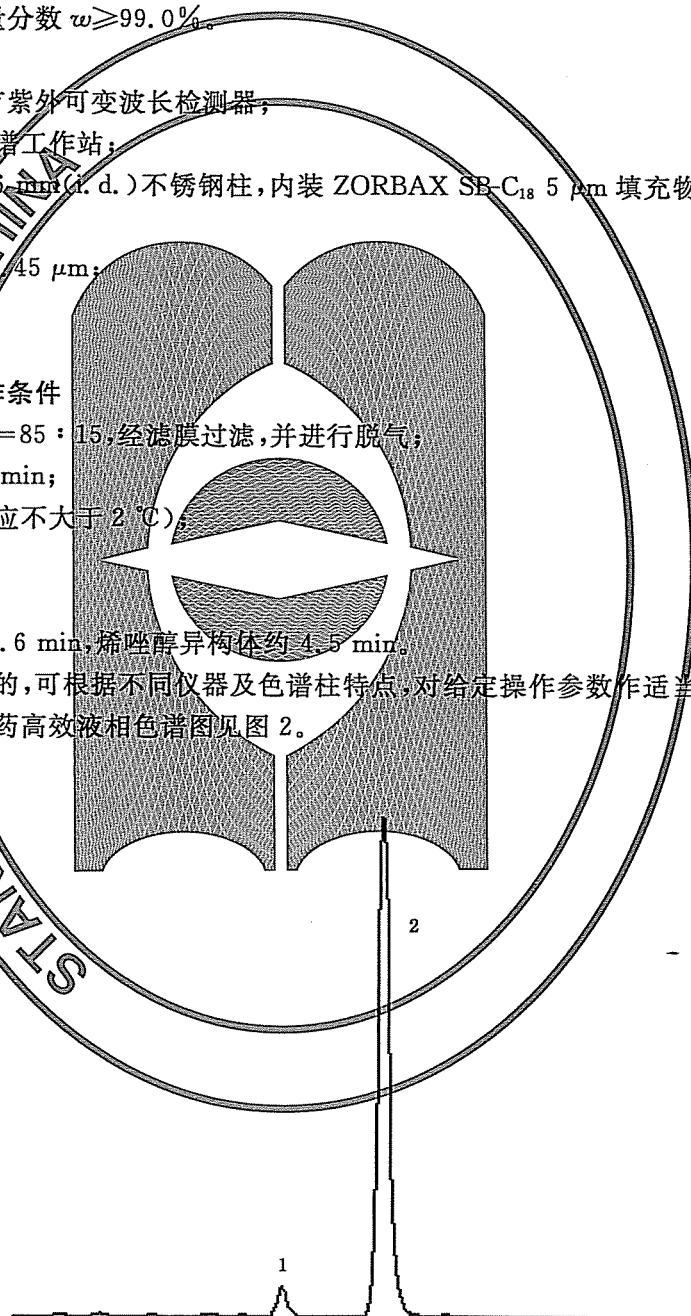 量分数 w≥99.0%。
紫外可变波长检测器;
谱工作站;
mm(i. d.)不锈钢柱,内装 ZORBAX SB-C₁₈ 5 μm 填充物
45 μm;
作条件
=85:15,经滤膜过滤,并进行脱气;
min;
应不大于 2 ℃);
.6 min,烯唑醇异构体约 4.5 min。
的,可根据不同仪器及色谱柱特点,对给定操作参数作适当
药高效液相色谱图见图 2。
2
1